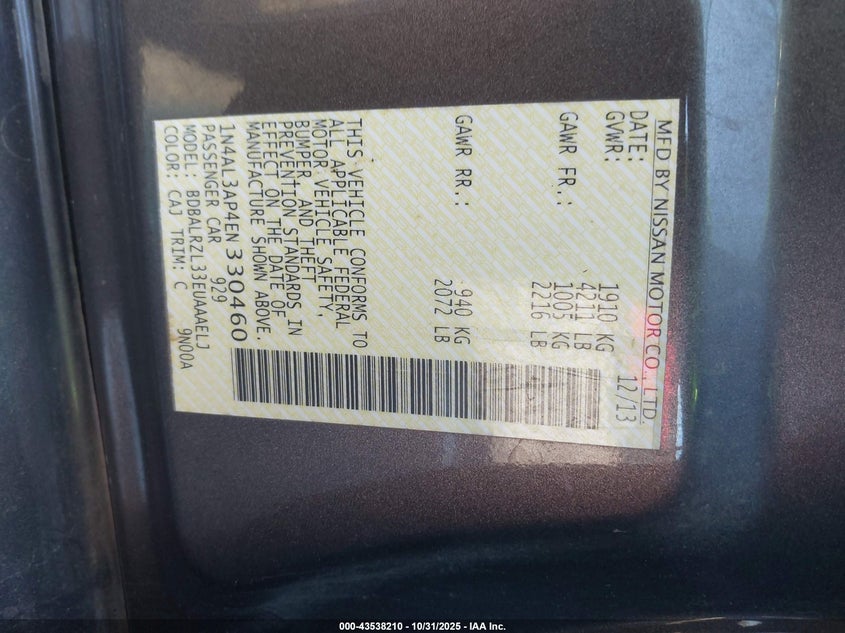 MFD BY NISSAN MOTOR CO., LTD.
DATE: 12/13
GVWR: 1910 KG
4211 LB
GAWR FR.: 1005 KG
2216 LB
GAWR RR.: 940 KG
2072 LB
THIS VEHICLE CONFORMS TO
ALL APPLICABLE FEDERAL
MOTOR VEHICLE SAFETY,
BUMPER, AND THEFT
PREVENTION STANDARDS IN
EFFECT ON THE DATE OF
MANUFACTURE SHOWN ABOVE.
1N4AL3AP4EN330460
PASSENGER CAR 929
MODEL: BDBALRZL33EUAAAELJ
COLOR: CAJ TRIM: C 9N00A
000-43538210 - 10/31/2025 - IAA Inc.